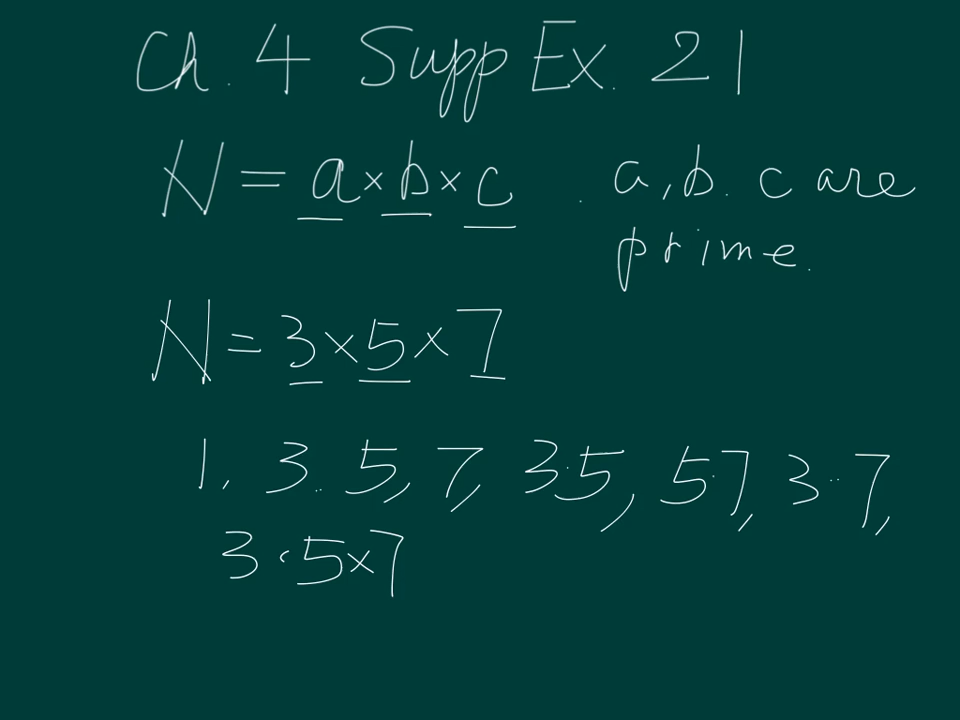 Ch. 4 Supp Ex. 21
N = a × b × c . a, b. c are
prime.
N = 3 × 5 × 7
1, 3.. 5, 7, 3·5, 5·7, 3··7,
3·5×7